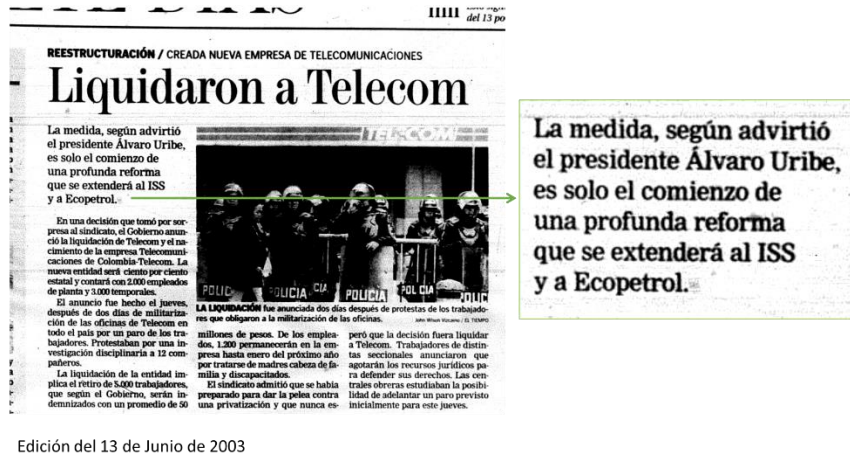 del 13 po
REESTRUCTURACIÓN / CREADA NUEVA EMPRESA DE TELECOMUNICACIONES
Liquidaron a Telecom
La medida, según advirtió
el presidente Álvaro Uribe,
es solo el comienzo de
una profunda reforma
que se extenderá al ISS
y a Ecopetrol.
En una decisión que tomó por sor-
presa al sindicato, el Gobierno anun-
ció la liquidación de Telecom y el na-
cimiento de la empresa Telecomuni-
caciones de Colombia-Telecom. La
nueva entidad será ciento por ciento
estatal y contará con 2.000 empleados
de planta y 3.000 temporales.
El anuncio fue hecho el jueves,
después de dos días de militariza-
ción de las oficinas de Telecom en
todo el país por un paro de los tra-
bajadores. Protestaban por una in-
vestigación disciplinaria a 12 com-
pañeros.
La liquidación de la entidad im-
plica el retiro de 5.000 trabajadores,
que según el Gobierno, serán in-
demnizados con un promedio de 50
TELECOM
POLIC
POLICIA
POLICIA
POL CIA
LA LIQUIDACIÓN fue anunciada dos días después de protestas de los trabajado-
res que obligaron a la militarización de las oficinas.
/ EL TIEMPO
millones de pesos. De los emplea-
dos, 1.200 permanecerán en la em-
presa hasta enero del próximo año
por tratarse de madres cabeza de fa-
milia y discapacitados.
El sindicato admitió que se había
preparado para dar la pelea contra
una privatización y que nunca es-
peró que la decisión fuera liquidar
a Telecom. Trabajadores de distin-
tas seccionales anunciaron que
agotarán los recursos jurídicos pa-
ra defender sus derechos. Las cen-
trales obreras estudiaban la posibi-
lidad de adelantar un paro previsto
inicialmente para este jueves.
La medida, según advirtió
el presidente Álvaro Uribe,
es solo el comienzo de
una profunda reforma
que se extenderá al ISS
y a Ecopetrol.
Edición del 13 de Junio de 2003